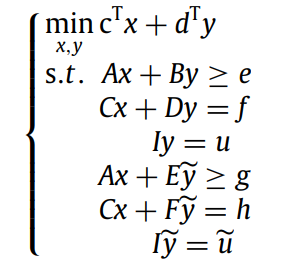 min cᵀx + dᵀy
x,y
s.t. Ax + By ≥ e
Cx + Dy = f
Iy = u
Ax + Eỹ ≥ g
Cx + Fỹ = h
Iỹ = ũ